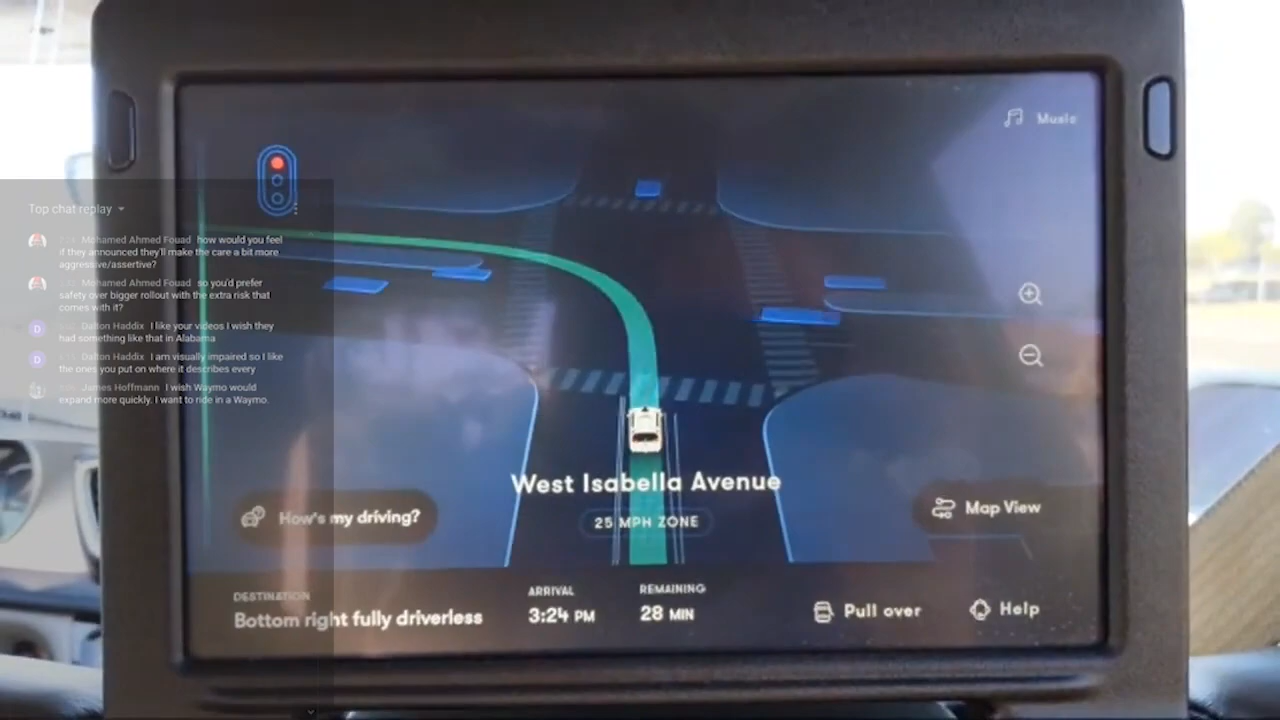 Music
Top chat replay
Mohamed Ahmed Fouad how would you feel
if they announced they'll make the care a bit more
aggressive/assertive?
Mohamed Ahmed Fouad so you'd prefer
safety over bigger rollout with the extra risk that
comes with it?
D Dalton Haddix I like your videos I wish they
had something like that in Alabama
D Dalton Haddix I am visually impaired so I like
the ones you put on where it describes every
James Hoffmann I wish Waymo would
expand more quickly. I want to ride in a Waymo.
West Isabella Avenue
25 MPH ZONE
How's my driving?
Map View
DESTINATION
Bottom right fully driverless
ARRIVAL
3:24 PM
REMAINING
28 MIN
Pull over
Help